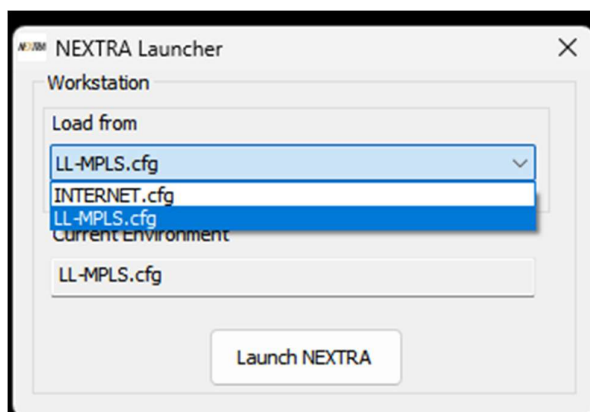 NEXTRA NEXTRA Launcher
Workstation
Load from
LL-MPLS.cfg
INTERNET.cfg
LL-MPLS.cfg
Current Environment
LL-MPLS.cfg
Launch NEXTRA